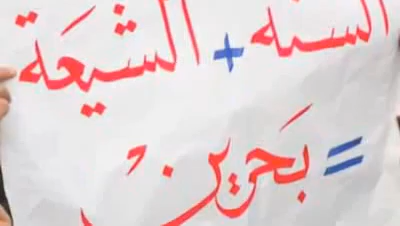 السنة + الشيعة
= بحرين